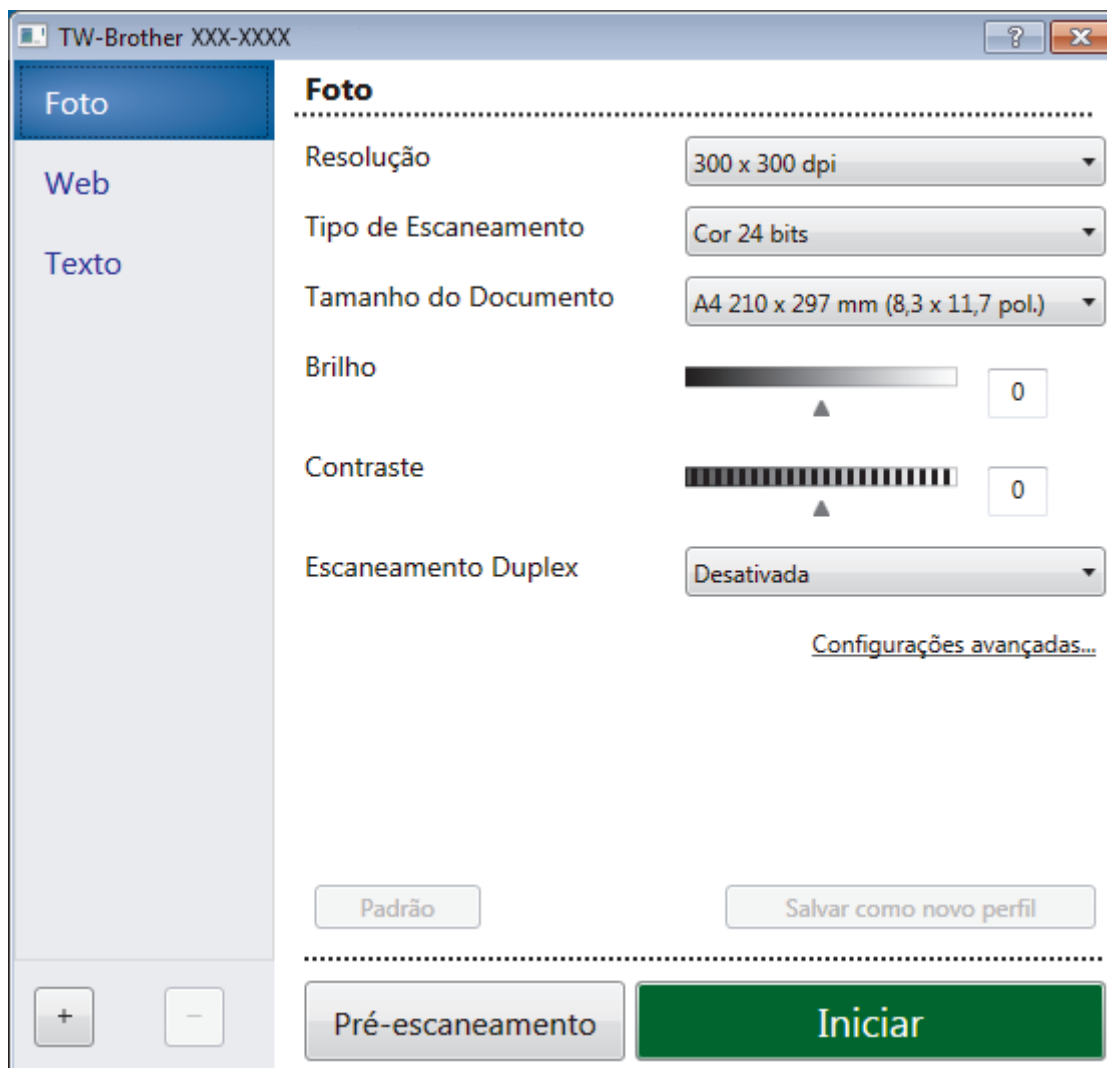 TW-Brother XXX-XXXX
?
Foto
Web
Texto
Foto
Resolução
300 x 300 dpi
Tipo de Escaneamento
Cor 24 bits
Tamanho do Documento
A4 210 x 297 mm (8,3 x 11,7 pol.)
Brilho
0
Contraste
0
Escaneamento Duplex
Desativada
Configurações avançadas...
Padrão
Salvar como novo perfil
+
−
Pré-escaneamento
Iniciar